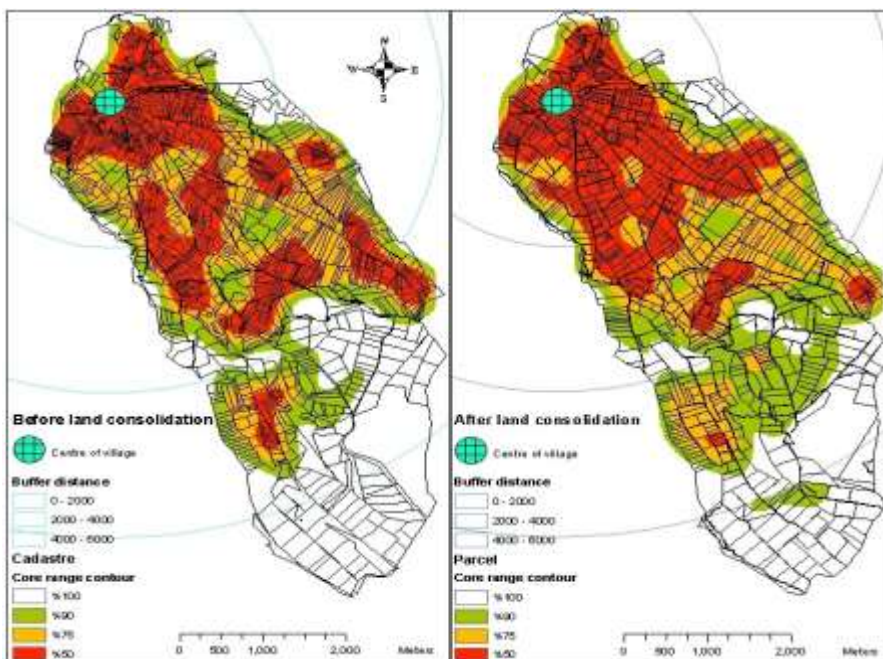 N
W E
S
Before land consolidation
Centre of village
Buffer distance
0 - 2000
2000 - 4000
4000 - 6000
Cadastre
Core range contour
%100
%90
%75
%50
0 500 1,000 2,000
Meters
N
W E
S
After land consolidation
Centre of village
Buffer distance
0 - 2000
2000 - 4000
4000 - 6000
Parcel
Core range contour
%100
%90
%75
%50
0 500 1,000 2,000
Meters